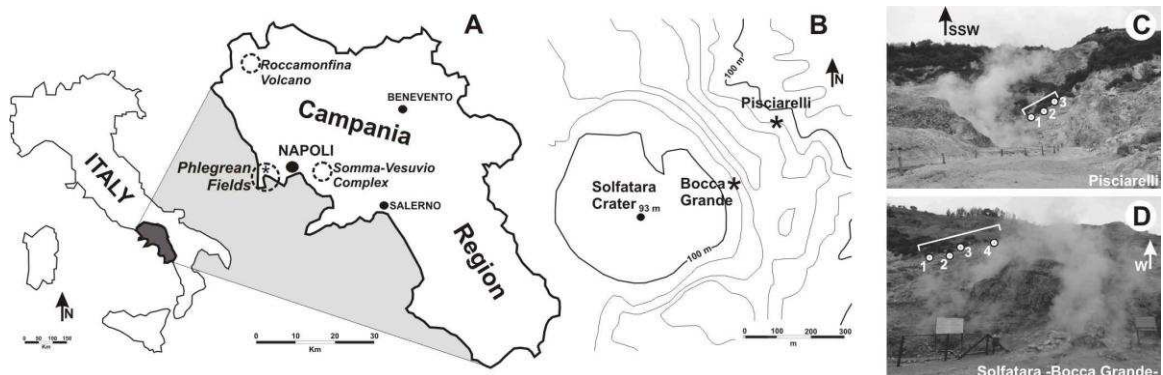 A
Roccamonfina
Volcano
BENEVENTO
Campania
NAPOLI
Phlegrean
Fields
*
Somma-Vesuvio
Complex
SALERNO
Region
ITALY
N
0 50 100 150
Km
0 10 20 30
Km
B
100 m
N
Pisciarelli
*
Solfatara
Crater 93 m
Bocca
Grande
*
100 m
0 100 200 300
m
C
SSW
1 2 3
Pisciarelli
D
1 2 3 4
W
Solfatara -Bocca Grande-